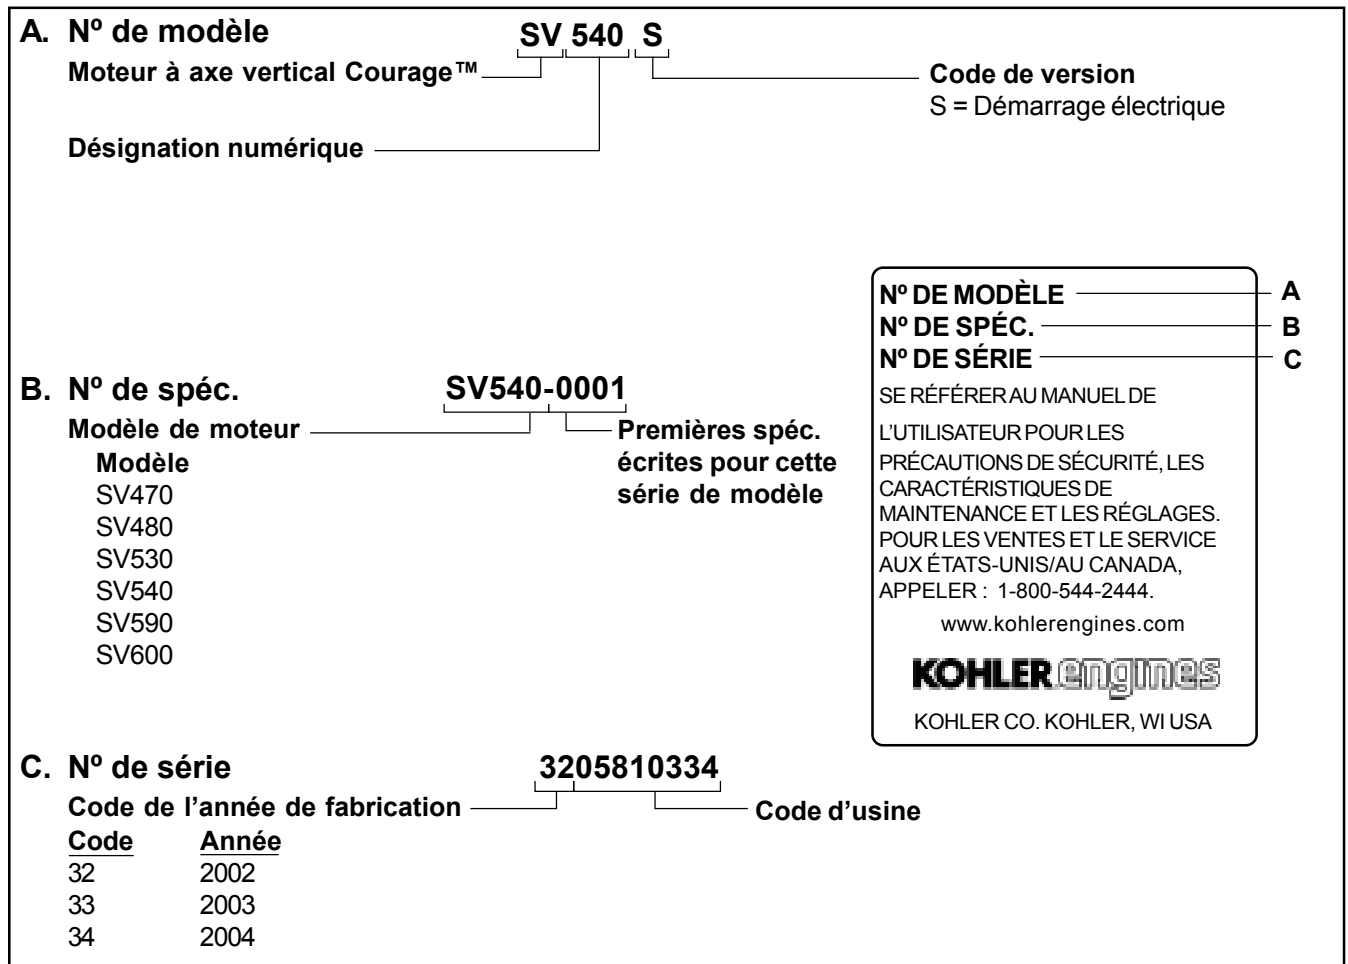 A. Nº de modèle
SV 540 S
Moteur à axe vertical Courage™
Code de version
S = Démarrage électrique
Désignation numérique
Nº DE MODÈLE A
Nº DE SPÉC. B
Nº DE SÉRIE C
SE RÉFÉRER AU MANUEL DE
L'UTILISATEUR POUR LES
PRÉCAUTIONS DE SÉCURITÉ, LES
CARACTÉRISTIQUES DE
MAINTENANCE ET LES RÉGLAGES.
POUR LES VENTES ET LE SERVICE
AUX ÉTATS-UNIS/AU CANADA,
APPELER : 1-800-544-2444.
www.kohlerengines.com
KOHLER engines
KOHLER CO. KOHLER, WI USA
B. Nº de spéc.
SV540-0001
Modèle de moteur
Premières spéc.
écrites pour cette
série de modèle
Modèle
SV470
SV480
SV530
SV540
SV590
SV600
C. Nº de série
3205810334
Code de l'année de fabrication
Code d'usine
Code Année
32 2002
33 2003
34 2004